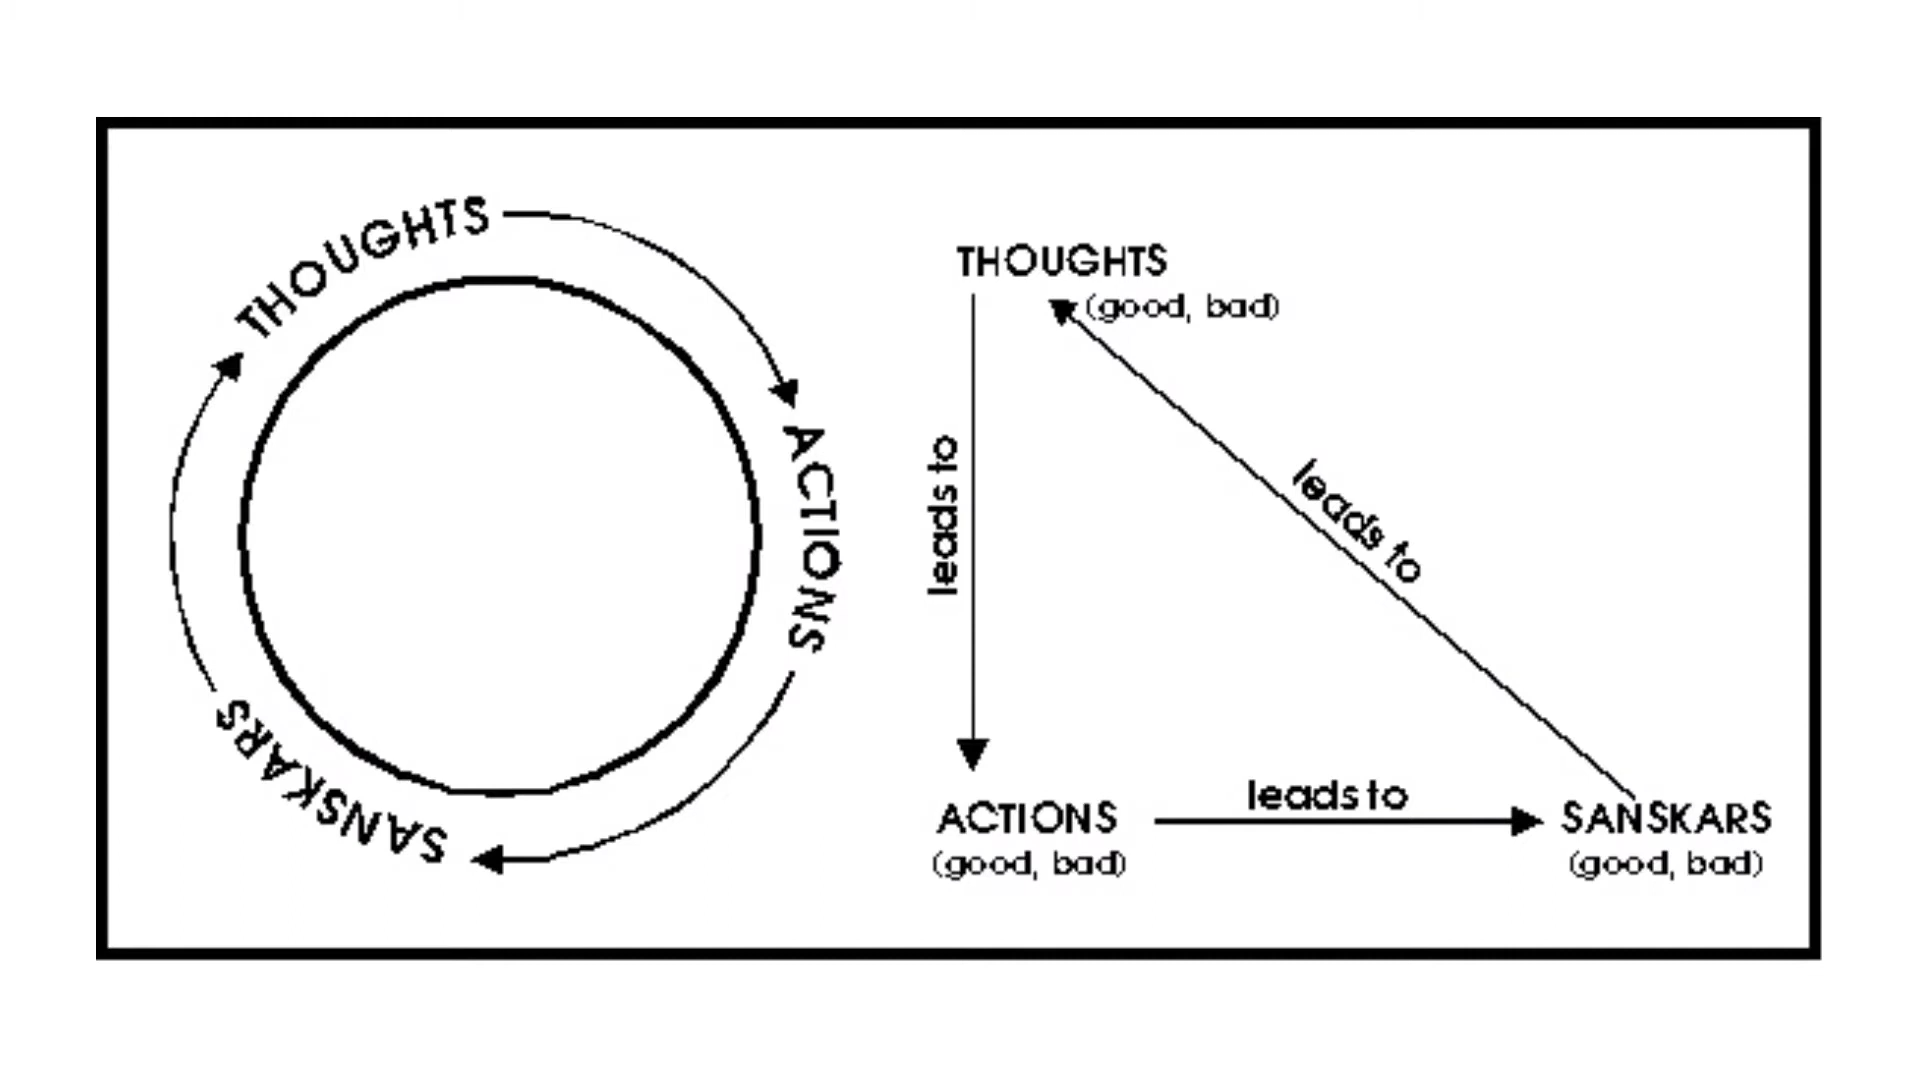 THOUGHTS
ACTIONS
SANSKARS
THOUGHTS
(good, bad)
leads to
leads to
leads to
ACTIONS
(good, bad)
SANSKARS
(good, bad)